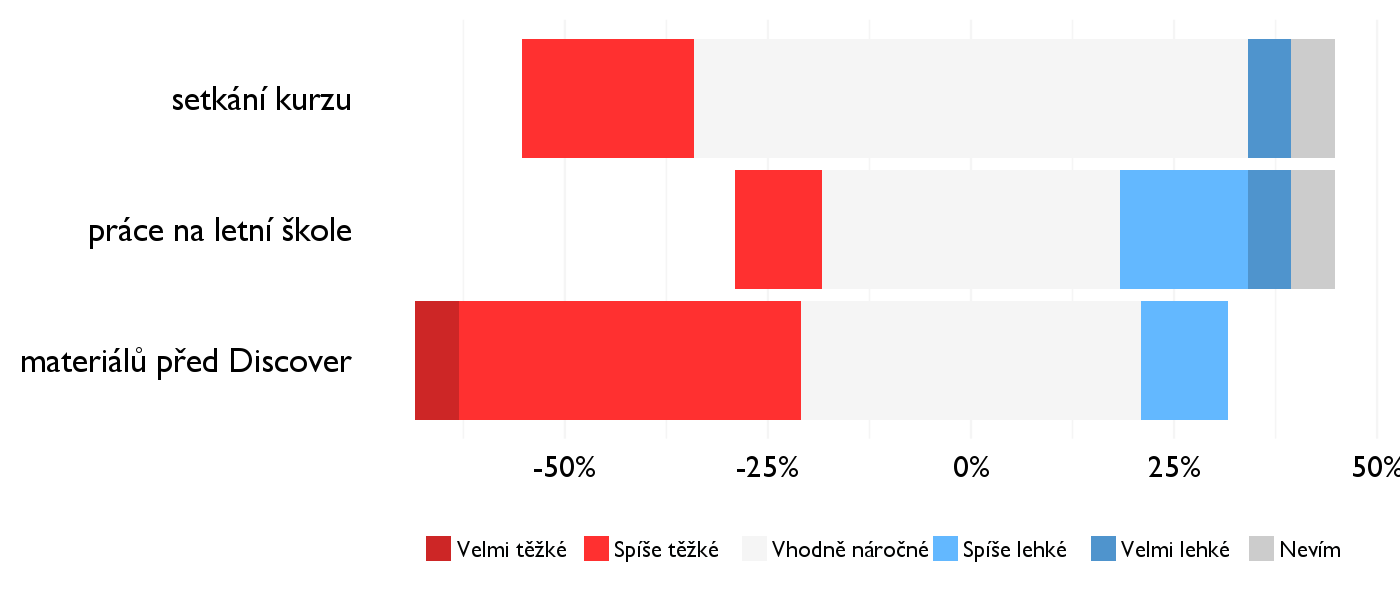 setkání kurzu
práce na letní škole
materiálů před Discover
-50% -25% 0% 25% 50%
Velmi těžké Spíše těžké Vhodně náročné Spíše lehké Velmi lehké Nevím